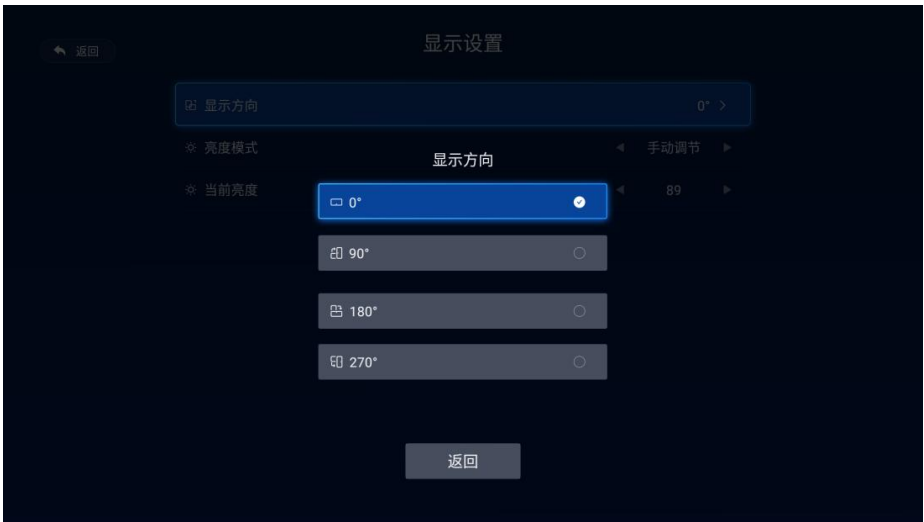 返回
显示设置
显示方向 0°
亮度模式 手动调节
显示方向
当前亮度 89
0°
90°
180°
270°
返回